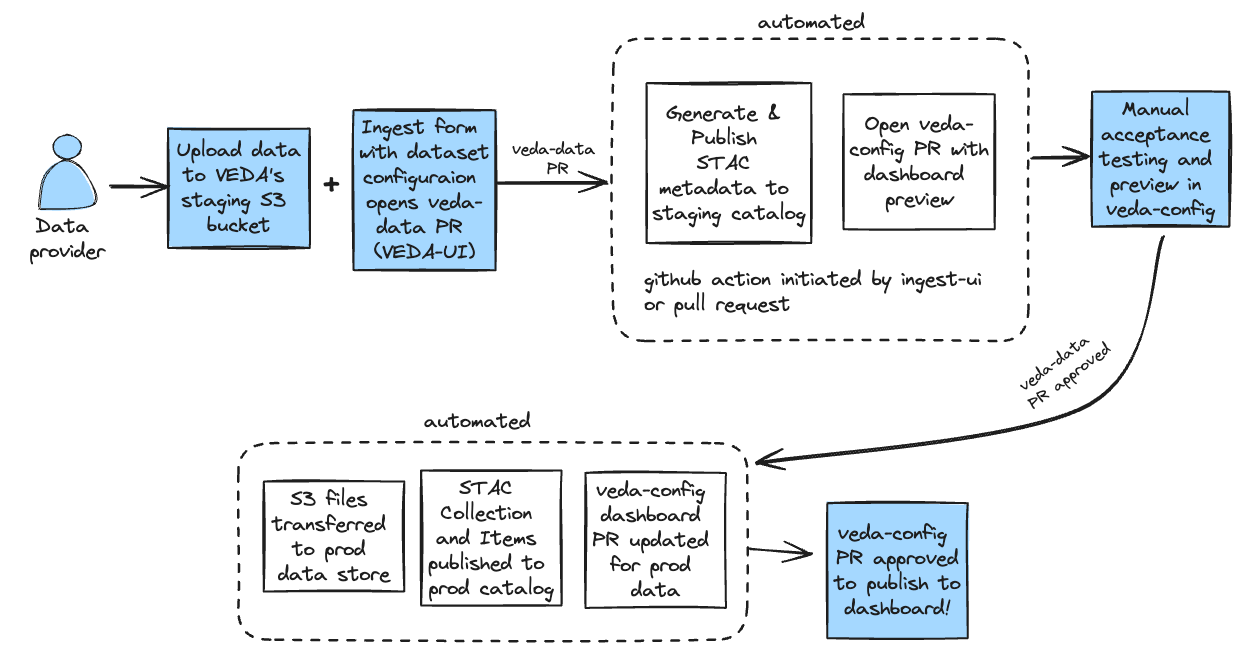 automated
Data
provider
Upload data
to VEDA's
staging S3
bucket
+
Ingest form
with dataset
configuraion
opens veda-
data PR
(VEDA-UI)
veda-data
PR
Generate &
Publish
STAC
metadata to
staging catalog
Open veda-
config PR with
dashboard
preview
github action initiated by ingest-ui
or pull request
Manual
acceptance
testing and
preview in
veda-config
veda-data
PR approved
automated
S3 files
transferred
to prod
data store
STAC
Collection
and Items
published to
prod catalog
veda-config
dashboard
PR updated
for prod
data
veda-config
PR approved
to publish to
dashboard!